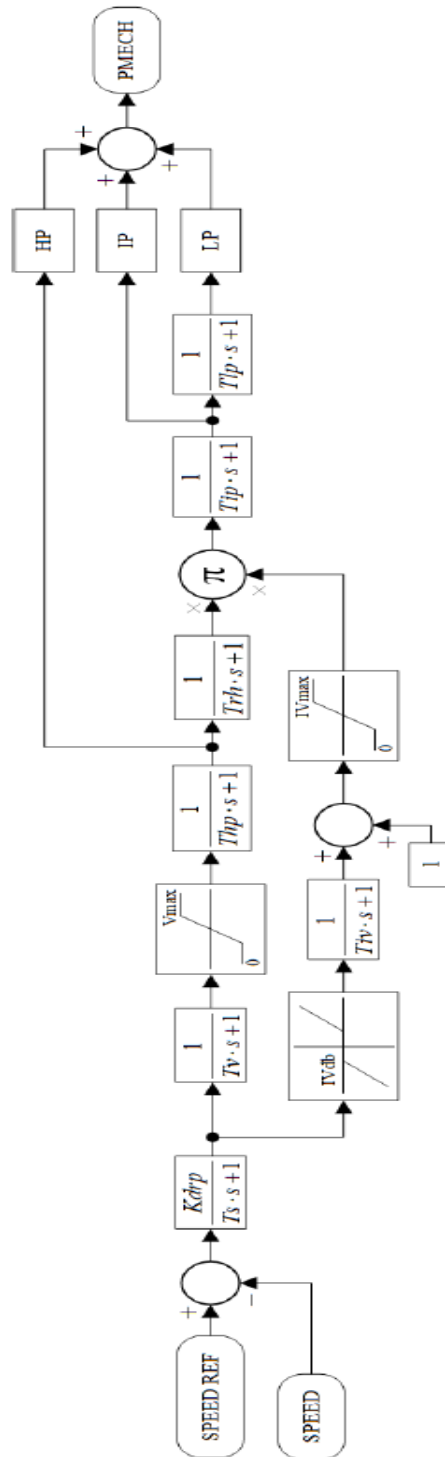 SPEED REF
+
−
SPEED
Kdrp
Ts·s+1
1
Tv·s+1
Vmax
0
1
Thp·s+1
1
Trh·s+1
×
π
×
1
Tip·s+1
1
Tlp·s+1
HP
IP
LP
+
+
+
PMECH
IVdb
1
Tiv·s+1
+
+
1
IVmax
0